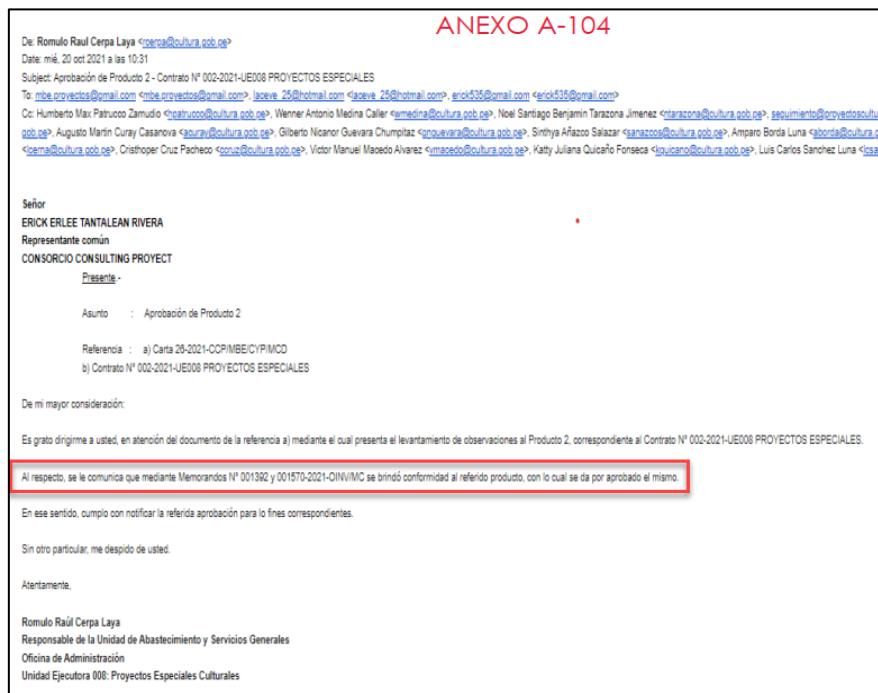 ANEXO A-104
De: Romulo Raul Cerpa Laya <rcerpa@cultura.gob.pe>
Date: mié, 20 oct 2021 a las 10:31
Subject: Aprobación de Producto 2 - Contrato N° 002-2021-UE008 PROYECTOS ESPECIALES
To: mbe.proyectos@gmail.com <mbe.proyectos@gmail.com>, laceve_25@hotmail.com <laceve_25@hotmail.com>, erick535@gmail.com <erick535@gmail.com>
Cc: Humberto Max Patrucco Zamudio <hpatrucco@cultura.gob.pe>, Wenner Antonio Medina Caller <wmedina@cultura.gob.pe>, Noel Santiago Benjamin Tarazona Jimenez <ntarazona@cultura.gob.pe>, seguimiento@proyectoscultu
gob.pe>, Augusto Martin Curay Casanova <acuray@cultura.gob.pe>, Gilberto Nicanor Guevara Chumpitaz <gnguevara@cultura.gob.pe>, Sinthya Añazco Salazar <sanazcos@cultura.gob.pe>, Amparo Borda Luna <aborda@cultura.g
<lcerna@cultura.gob.pe>, Cristhoper Cruz Pacheco <ccruz@cultura.gob.pe>, Victor Manuel Macedo Alvarez <vmacedo@cultura.gob.pe>, Katty Juliana Quicaño Fonseca <kquicano@cultura.gob.pe>, Luis Carlos Sanchez Luna <lcsa
Señor
ERICK ERLEE TANTALEAN RIVERA
Representante común
CONSORCIO CONSULTING PROYECT
Presente.-
Asunto : Aprobación de Producto 2
Referencia : a) Carta 26-2021-CCP/MBE/CYP/MCD
b) Contrato N° 002-2021-UE008 PROYECTOS ESPECIALES
De mi mayor consideración:
Es grato dirigirme a usted, en atención del documento de la referencia a) mediante el cual presenta el levantamiento de observaciones al Producto 2, correspondiente al Contrato N° 002-2021-UE008 PROYECTOS ESPECIALES.
Al respecto, se le comunica que mediante Memorandos N° 001392 y 001570-2021-OINV/MC se brindó conformidad al referido producto, con lo cual se da por aprobado el mismo.
En ese sentido, cumplo con notificar la referida aprobación para lo fines correspondientes.
Sin otro particular, me despido de usted.
Atentamente,
Romulo Raúl Cerpa Laya
Responsable de la Unidad de Abastecimiento y Servicios Generales
Oficina de Administración
Unidad Ejecutora 008: Proyectos Especiales Culturales